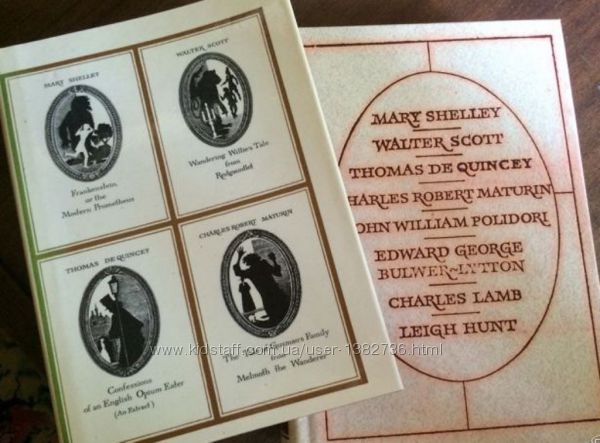 MARY SHELLEY
Frankenstein,
or the
Modern Prometheus
WALTER SCOTT
Wandering Willie's Tale
from
Redgauntlet
THOMAS DE QUINCEY
Confessions
of an English Opium Eater
(An Extract)
CHARLES ROBERT MATURIN
The Family
from
Melmoth the Wanderer
MARY SHELLEY
WALTER SCOTT
THOMAS DE QUINCEY
CHARLES ROBERT MATURIN
JOHN WILLIAM POLIDORI
EDWARD GEORGE
BULWER-LYTTON
CHARLES LAMB
LEIGH HUNT
www.kidstaff.com.ua/user-1382736.html